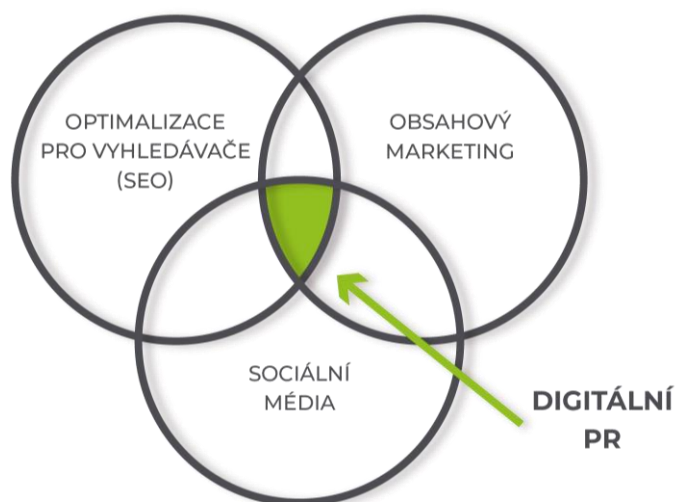 OPTIMALIZACE
PRO VYHLEDÁVAČE
(SEO)
OBSAHOVÝ
MARKETING
SOCIÁLNÍ
MÉDIA
DIGITÁLNÍ
PR